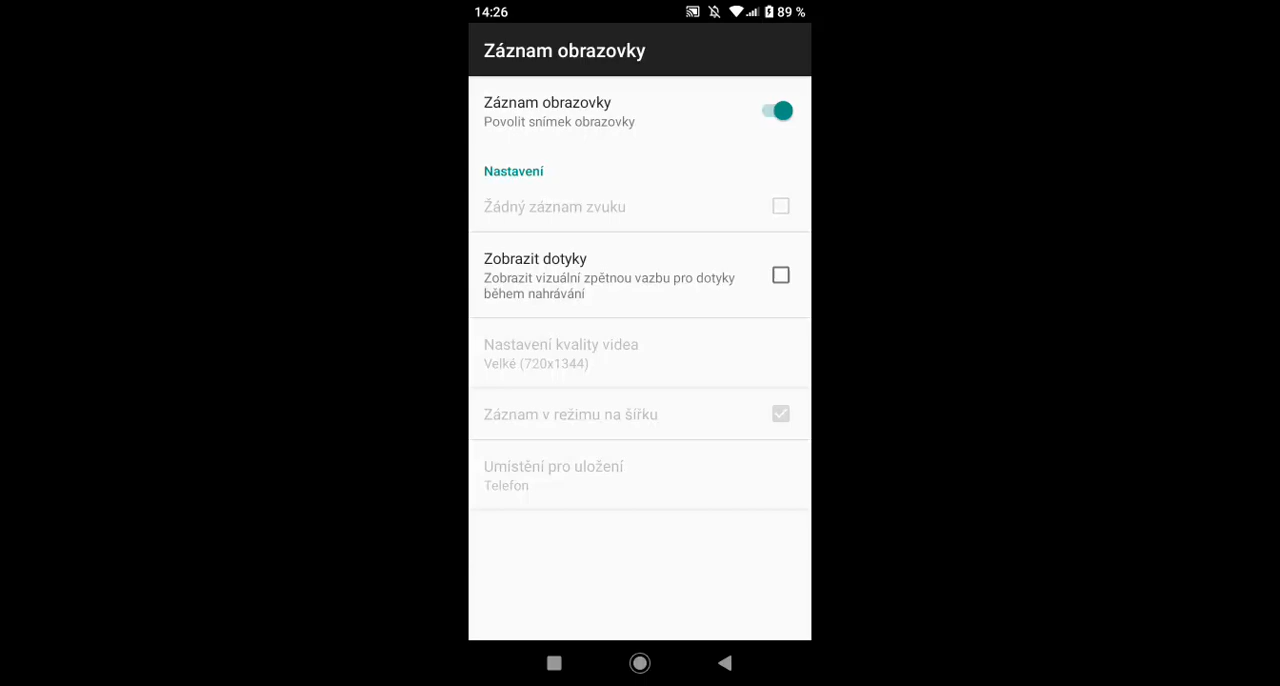 14:26
89 %
Záznam obrazovky
Záznam obrazovky
Povolit snímek obrazovky
Nastavení
Žádný záznam zvuku
Zobrazit dotyky
Zobrazit vizuální zpětnou vazbu pro dotyky
během nahrávání
Nastavení kvality videa
Velké (720x1344)
Záznam v režimu na šířku
Umístění pro uložení
Telefon